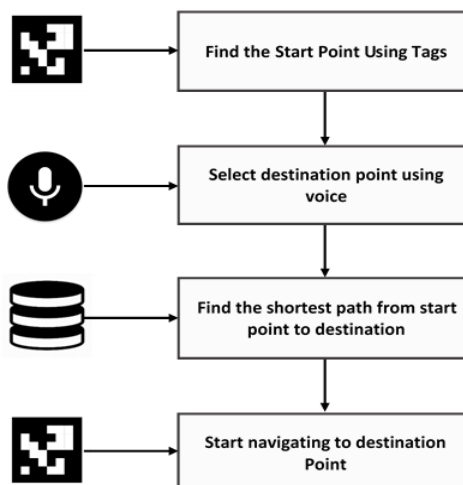 Find the Start Point Using Tags
Select destination point using
voice
Find the shortest path from start
point to destination
Start navigating to destination
Point